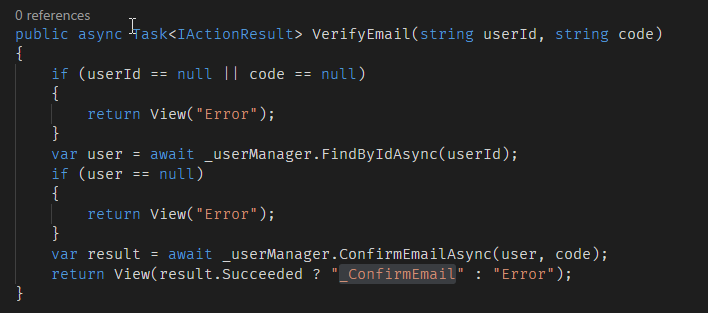 0 references
public async Task<IActionResult> VerifyEmail(string userId, string code)
{
if (userId == null || code == null)
{
return View("Error");
}
var user = await _userManager.FindByIdAsync(userId);
if (user == null)
{
return View("Error");
}
var result = await _userManager.ConfirmEmailAsync(user, code);
return View(result.Succeeded ? "_ConfirmEmail" : "Error");
}